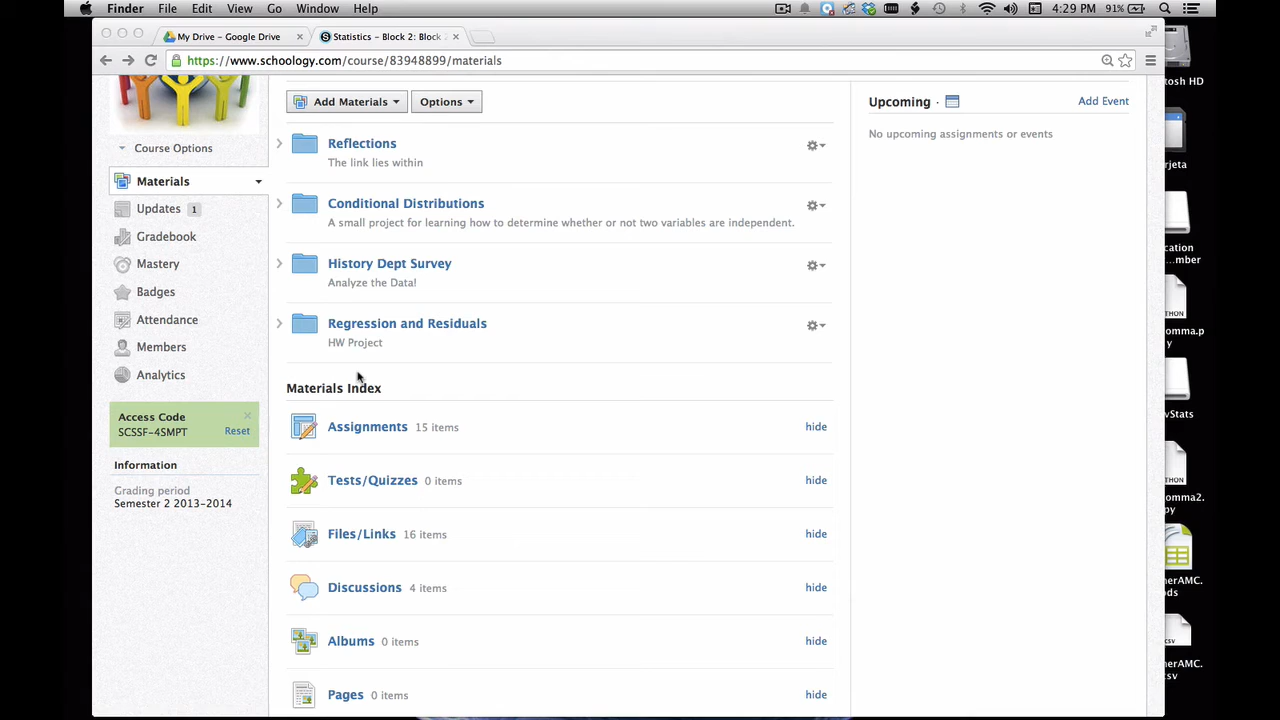 Finder File Edit View Go Window Help 4:29 PM 91%
My Drive – Google Drive × Statistics – Block 2: Block ×
https://www.schoology.com/course/83948899/materials
Add Materials Options
Upcoming · Add Event
No upcoming assignments or events
Course Options
Materials
Updates 1
Gradebook
Mastery
Badges
Attendance
Members
Analytics
Access Code ×
SCSSF-4SMPT Reset
Information
Grading period
Semester 2 2013-2014
Reflections
The link lies within
Conditional Distributions
A small project for learning how to determine whether or not two variables are independent.
History Dept Survey
Analyze the Data!
Regression and Residuals
HW Project
Materials Index
Assignments 15 items hide
Tests/Quizzes 0 items hide
Files/Links 16 items hide
Discussions 4 items hide
Albums 0 items hide
Pages 0 items hide
tosh HD
rjeta
cation
...mber
THON
omma.p
y
vStats
THON
omma2.
py
nerAMC.
ods
csv
nerAMC.
csv